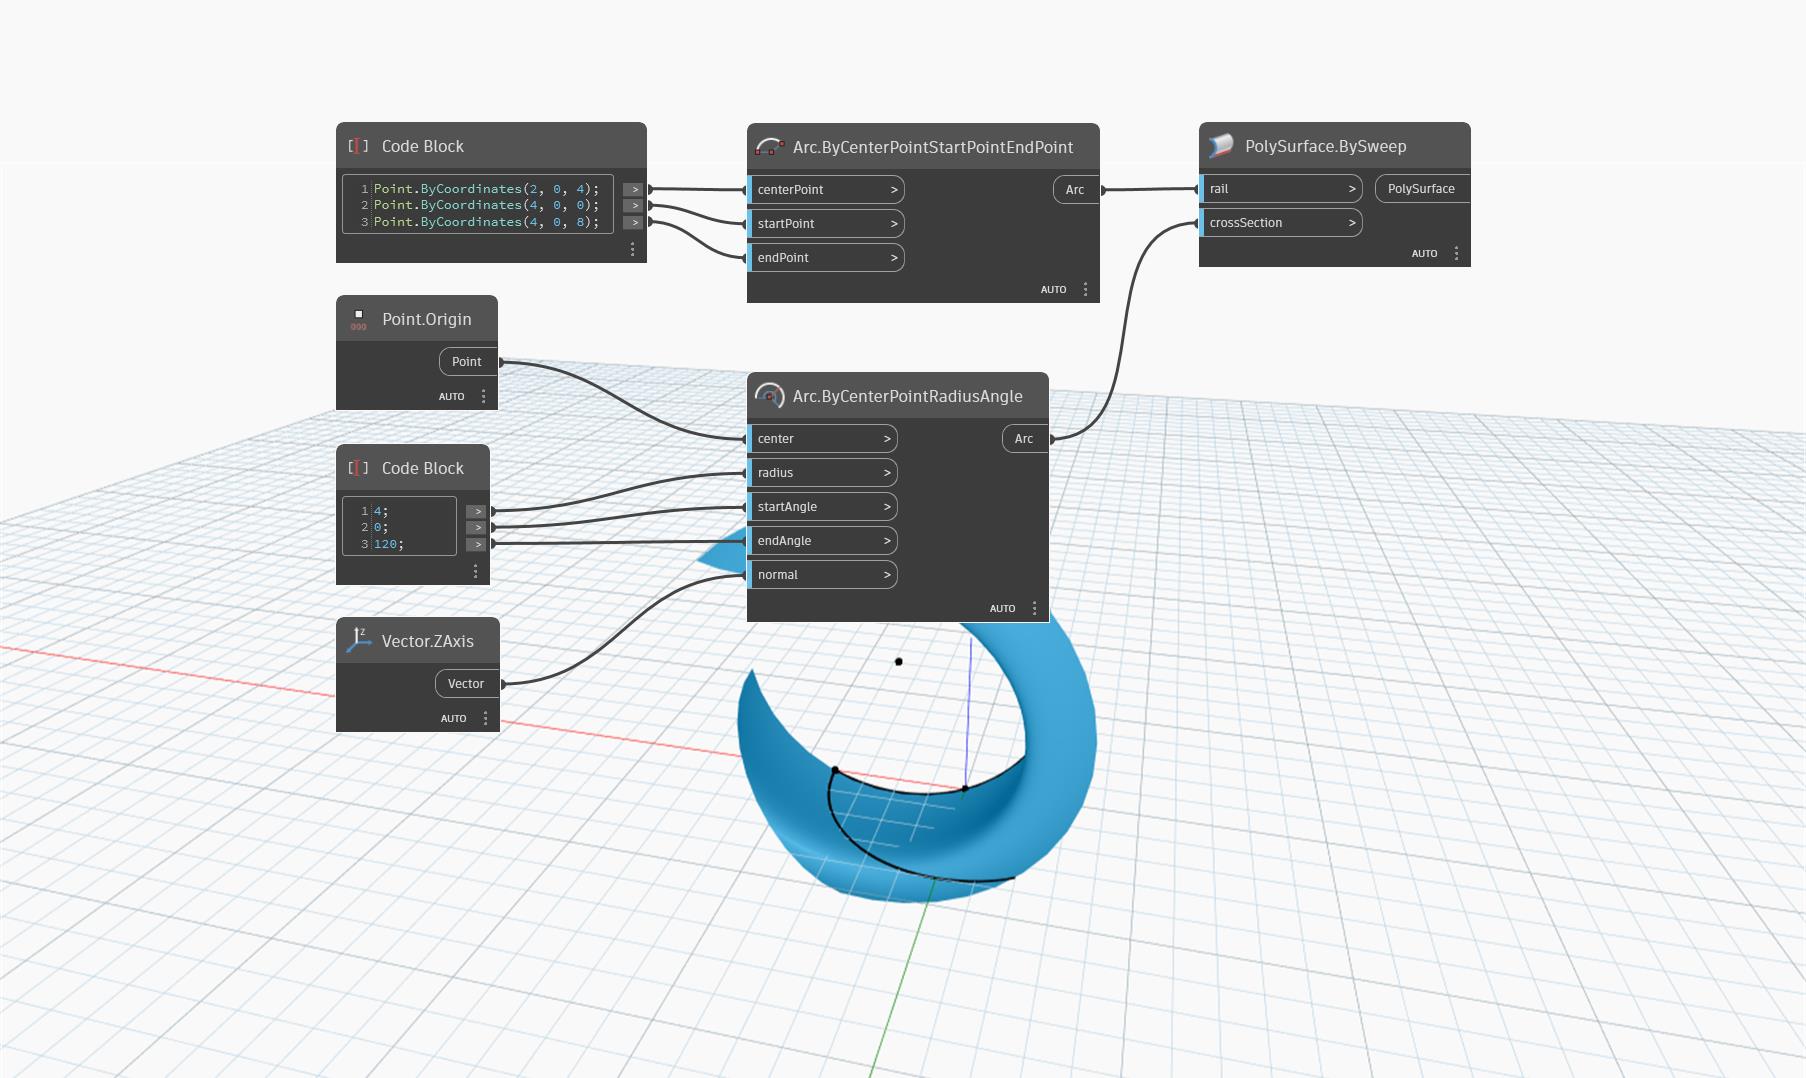 Code Block
1 Point.ByCoordinates(2, 0, 4); >
2 Point.ByCoordinates(4, 0, 0); >
3 Point.ByCoordinates(4, 0, 8); >
Arc.ByCenterPointStartPointEndPoint
centerPoint > Arc
startPoint >
endPoint >
AUTO
PolySurface.BySweep
rail > PolySurface
crossSection >
AUTO
Point.Origin
000
Point
AUTO
Code Block
1 4; >
2 0; >
3 120; >
Arc.ByCenterPointRadiusAngle
center > Arc
radius >
startAngle >
endAngle >
normal >
AUTO
Z
Vector.ZAxis
Vector
AUTO